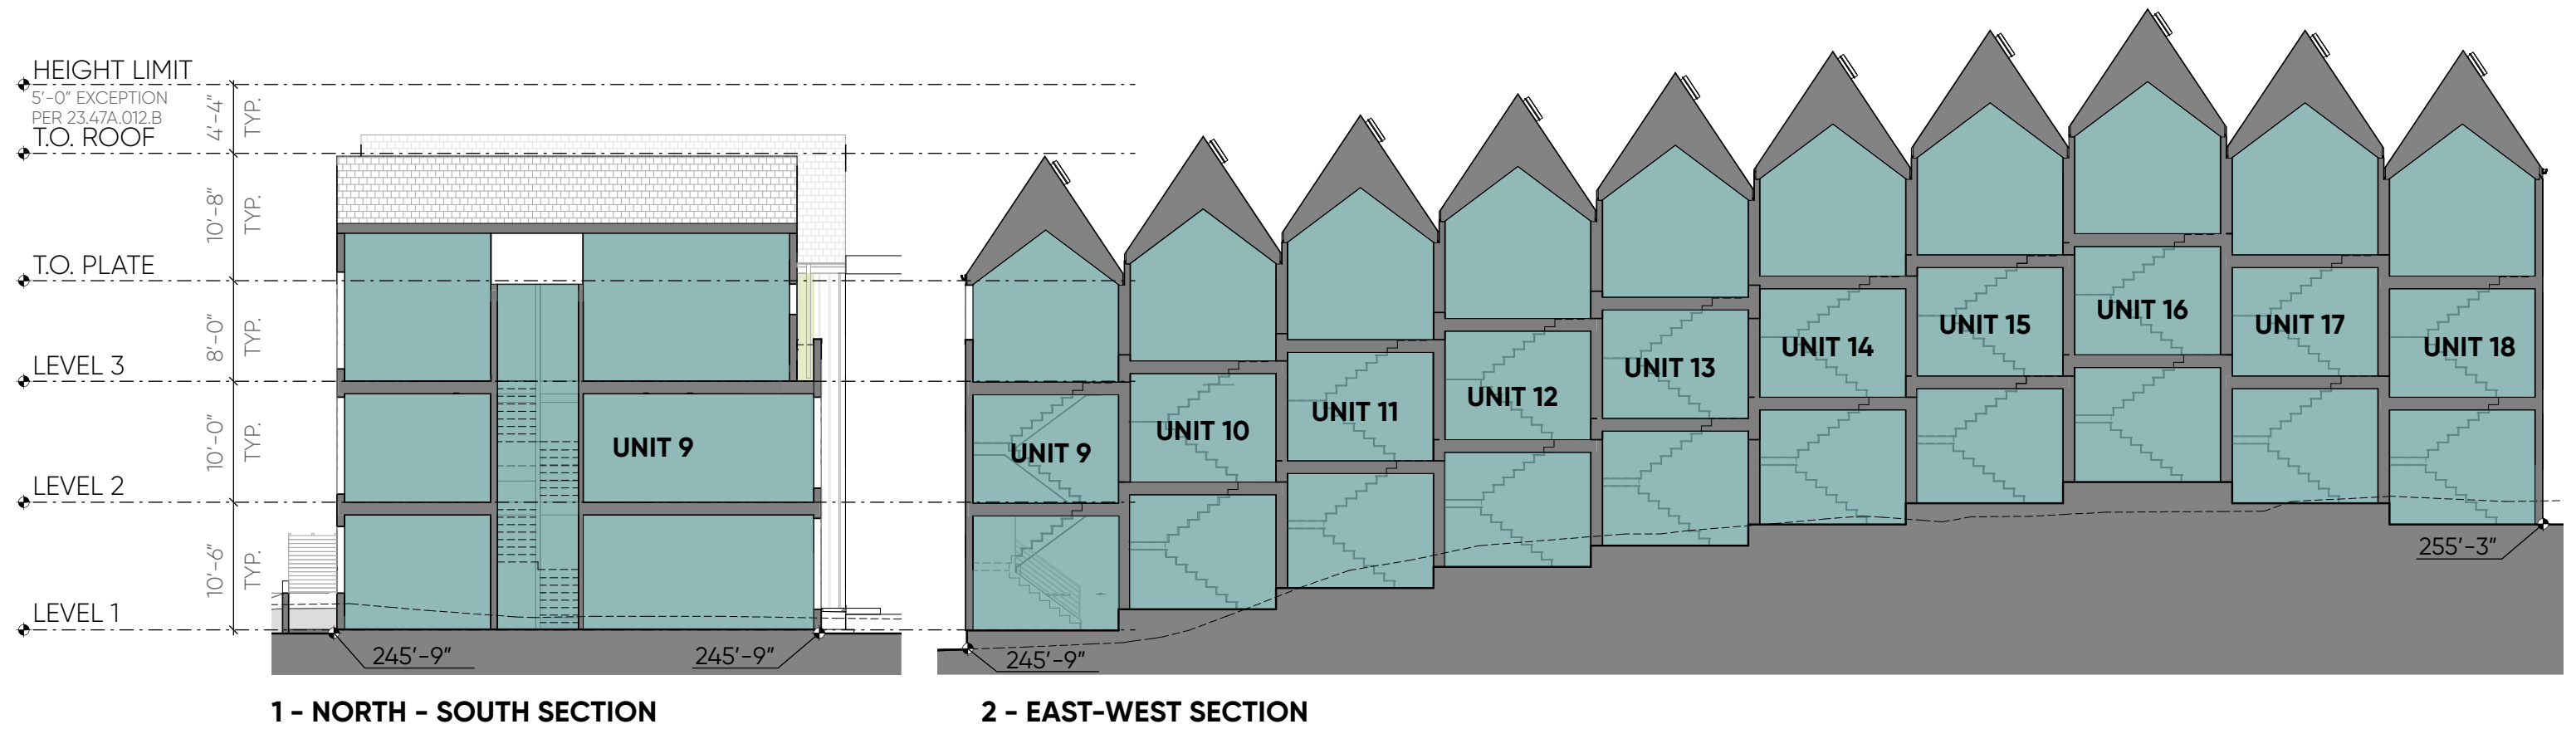 HEIGHT LIMIT
5'-0" EXCEPTION
PER 23.47A.012.B
T.O. ROOF
T.O. PLATE
LEVEL 3
LEVEL 2
LEVEL 1
4'-4"
TYP.
10'-8"
TYP.
8'-0"
TYP.
10'-0"
TYP.
10'-6"
TYP.
UNIT 9
245'-9"
245'-9"
1 - NORTH - SOUTH SECTION
UNIT 9
UNIT 10
UNIT 11
UNIT 12
UNIT 13
UNIT 14
UNIT 15
UNIT 16
UNIT 17
UNIT 18
245'-9"
255'-3"
2 - EAST-WEST SECTION